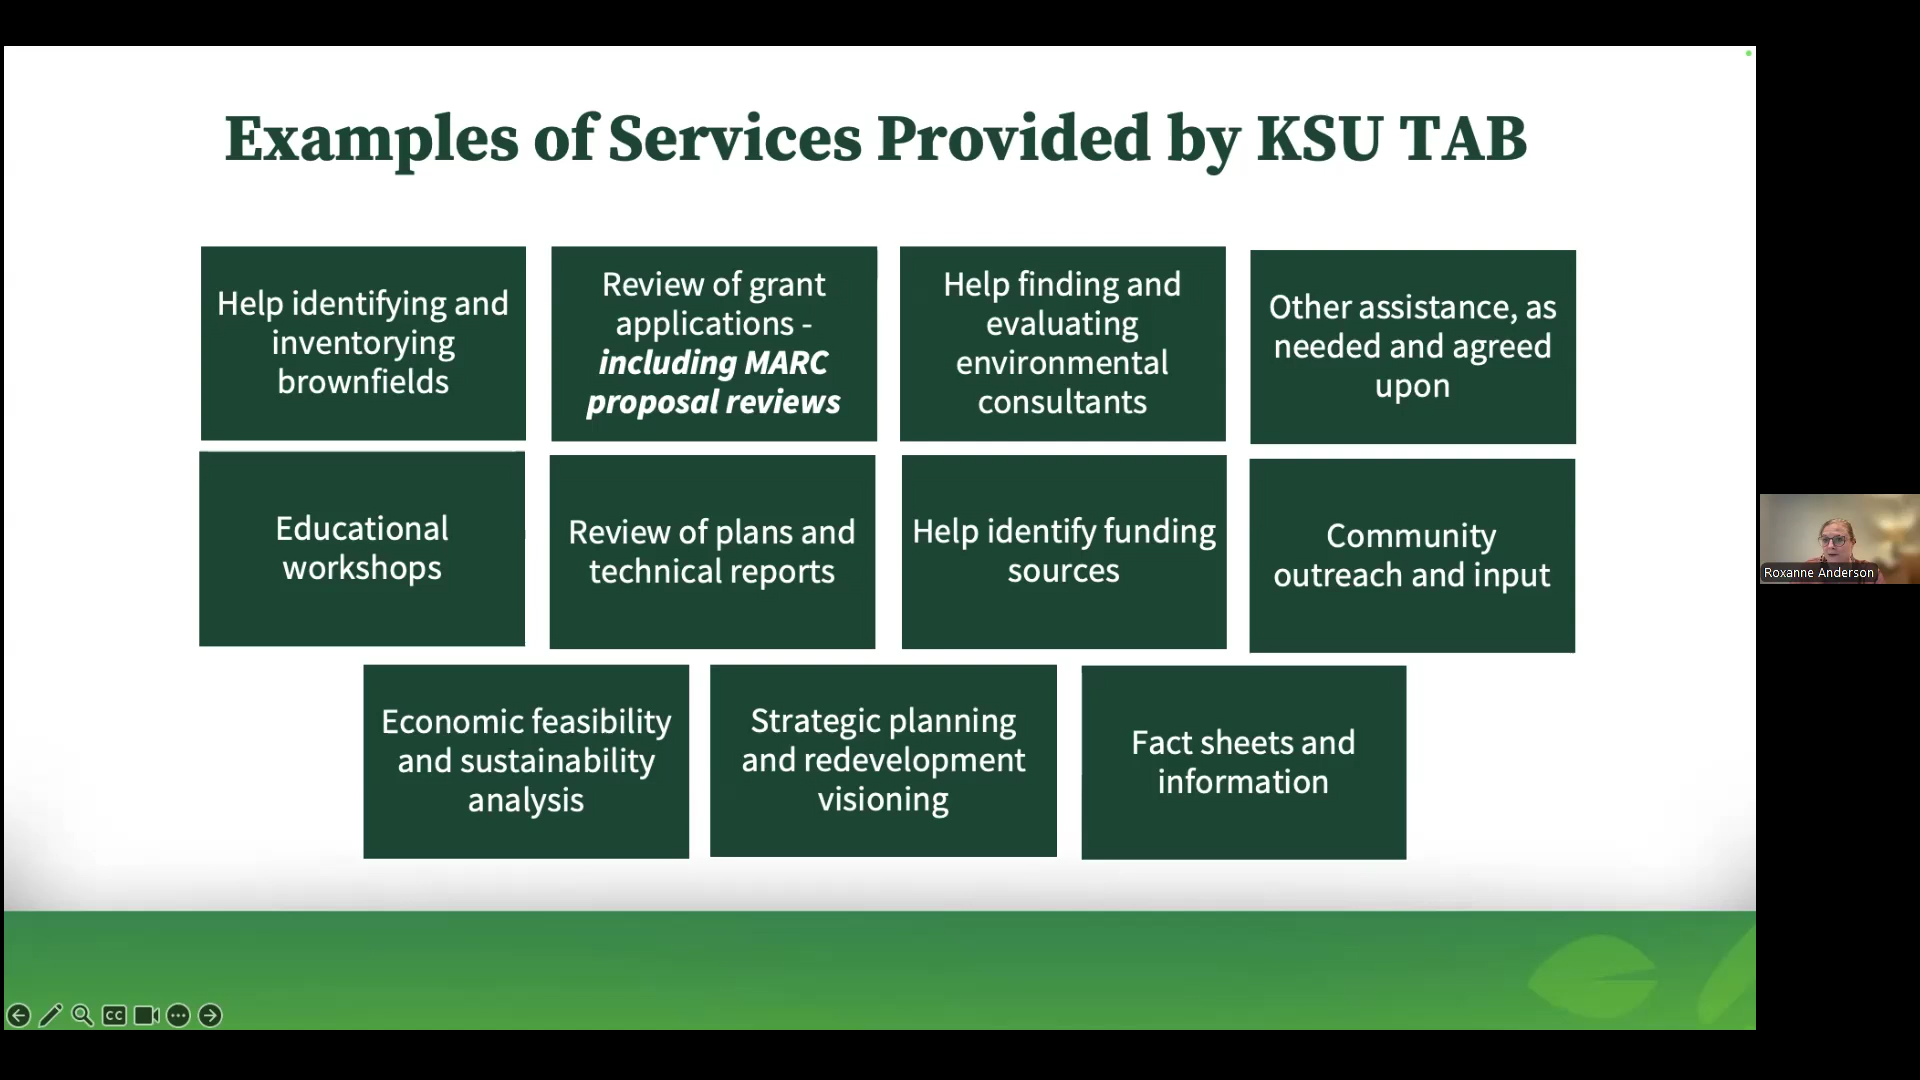 Examples of Services Provided by KSU TAB
Help identifying and
inventorying
brownfields
Review of grant
applications -
including MARC
proposal reviews
Help finding and
evaluating
environmental
consultants
Other assistance, as
needed and agreed
upon
Educational
workshops
Review of plans and
technical reports
Help identify funding
sources
Community
outreach and input
Economic feasibility
and sustainability
analysis
Strategic planning
and redevelopment
visioning
Fact sheets and
information
Roxanne Anderson
CC